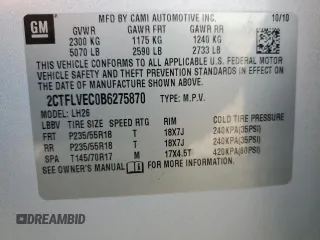 GM
MFD BY CAMI AUTOMOTIVE INC. 10/10
GVWR GAWR FRT GAWR RR
2300 KG 1175 KG 1240 KG
5070 LB 2590 LB 2733 LB
THIS VEHICLE CONFORMS TO ALL APPLICABLE U.S. FEDERAL
MOTOR VEHICLE SAFETY, BUMPER, AND THEFT PREVENTION
STANDARDS IN EFFECT ON THE DATE OF MANUFACTURE SHOWN ABOVE.
2CTFLVEC0B6275870 TYPE: M.P.V.
MODEL: LH26
LBBV TIRE SIZE SPEED RTG RIM COLD TIRE PRESSURE
FRT P235/55R18 T 18X7J 240KPA(35PSI)
RR P235/55R18 T 18X7J 240KPA(35PSI)
SPA T145/70R17 M 17X4.5T 420KPA(60PSI)
SEE OWNER'S MANUAL FOR MORE INFORMATION.
DREAMBID